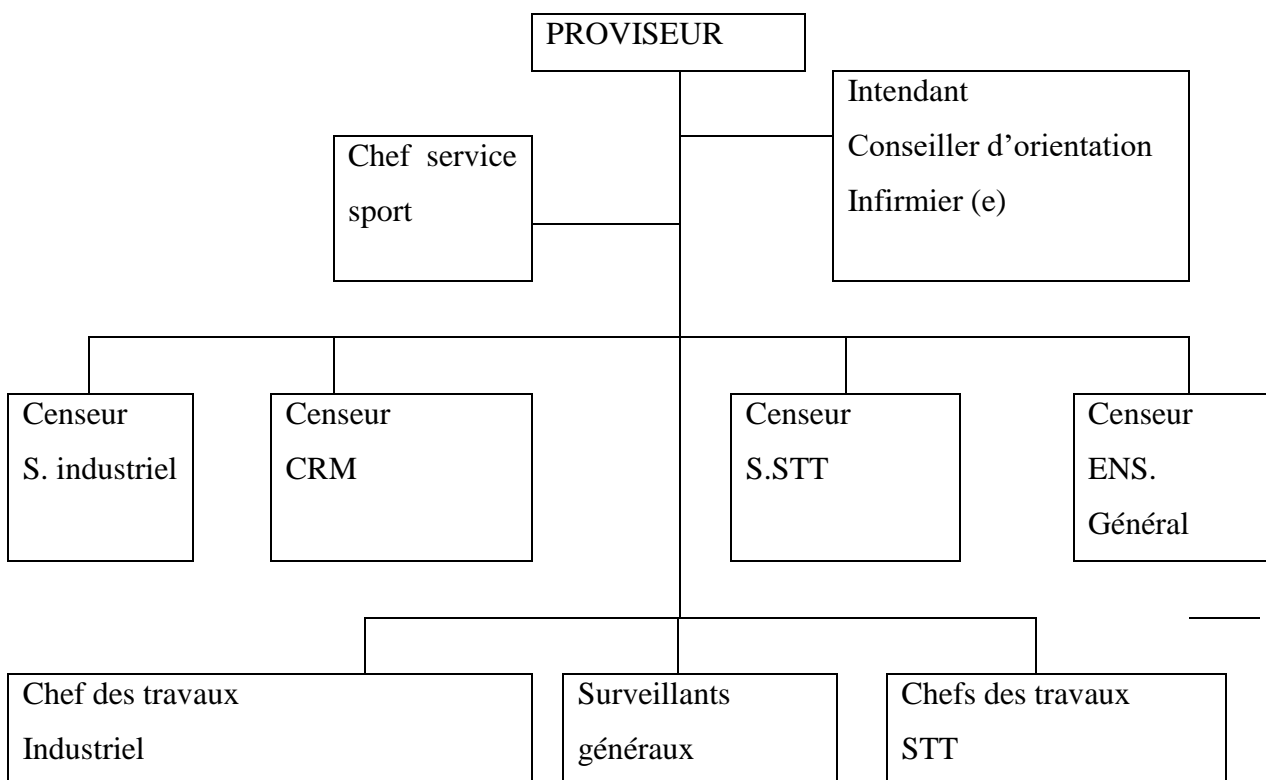 PROVISEUR
Intendant
Conseiller d’orientation
Infirmier (e)
Chef service
sport
Censeur
S. industriel
Censeur
CRM
Censeur
S.STT
Censeur
ENS.
Général
Chef des travaux
Industriel
Surveillants
généraux
Chefs des travaux
STT